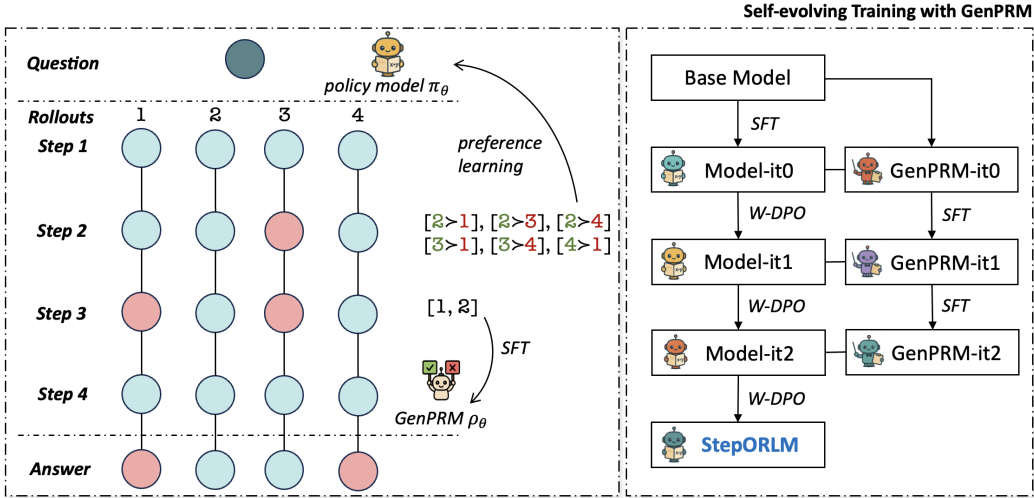 Self-evolving Training with GenPRM
Question
policy model πθ
Rollouts 1 2 3 4
Step 1
preference
learning
Step 2
[2≻1], [2≻3], [2≻4]
[3≻1], [3≻4], [4≻1]
Step 3
[1, 2]
SFT
Step 4
GenPRM ρθ
Answer
Base Model
SFT
Model-it0
GenPRM-it0
W-DPO
SFT
Model-it1
GenPRM-it1
W-DPO
SFT
Model-it2
GenPRM-it2
W-DPO
StepORLM